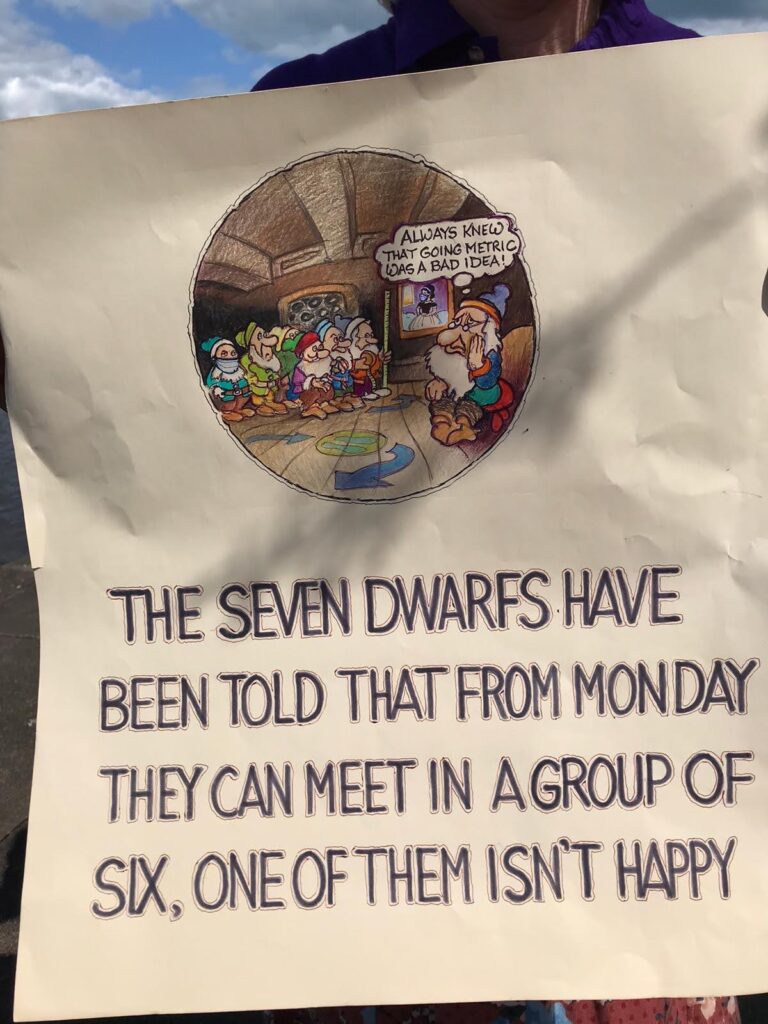 ALWAYS KNEW
THAT GOING METRIC
WAS A BAD IDEA!
THE SEVEN DWARFS HAVE
BEEN TOLD THAT FROM MONDAY
THEY CAN MEET IN A GROUP OF
SIX, ONE OF THEM ISN'T HAPPY